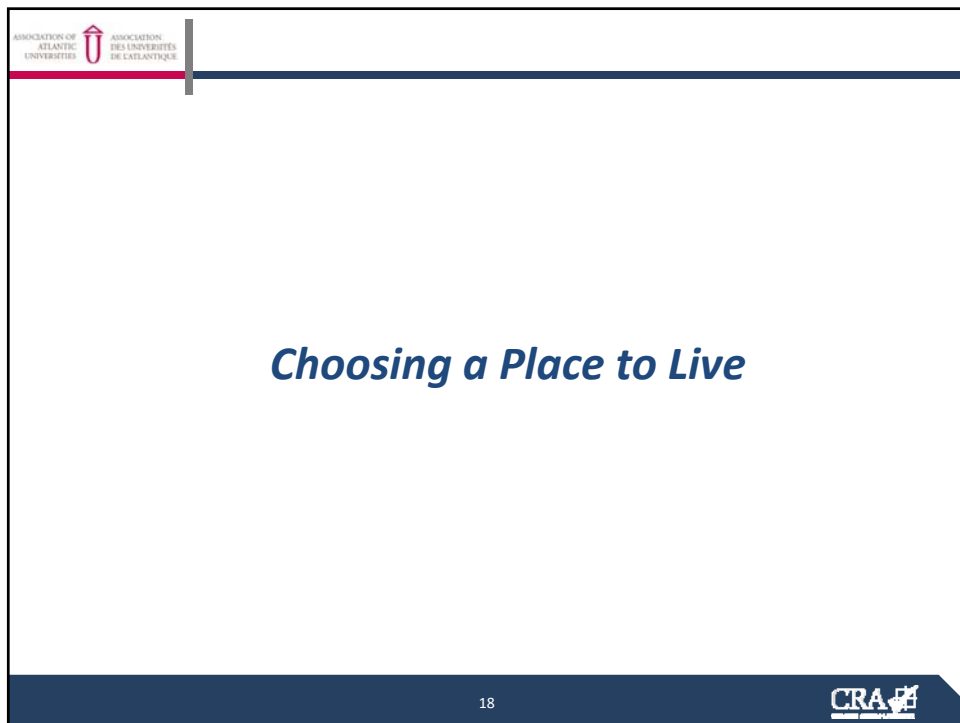 ASSOCIATION OF
ATLANTIC
UNIVERSITIES
ASSOCIATION
DES UNIVERSITÉS
DE L'ATLANTIQUE
Choosing a Place to Live
18
CRA